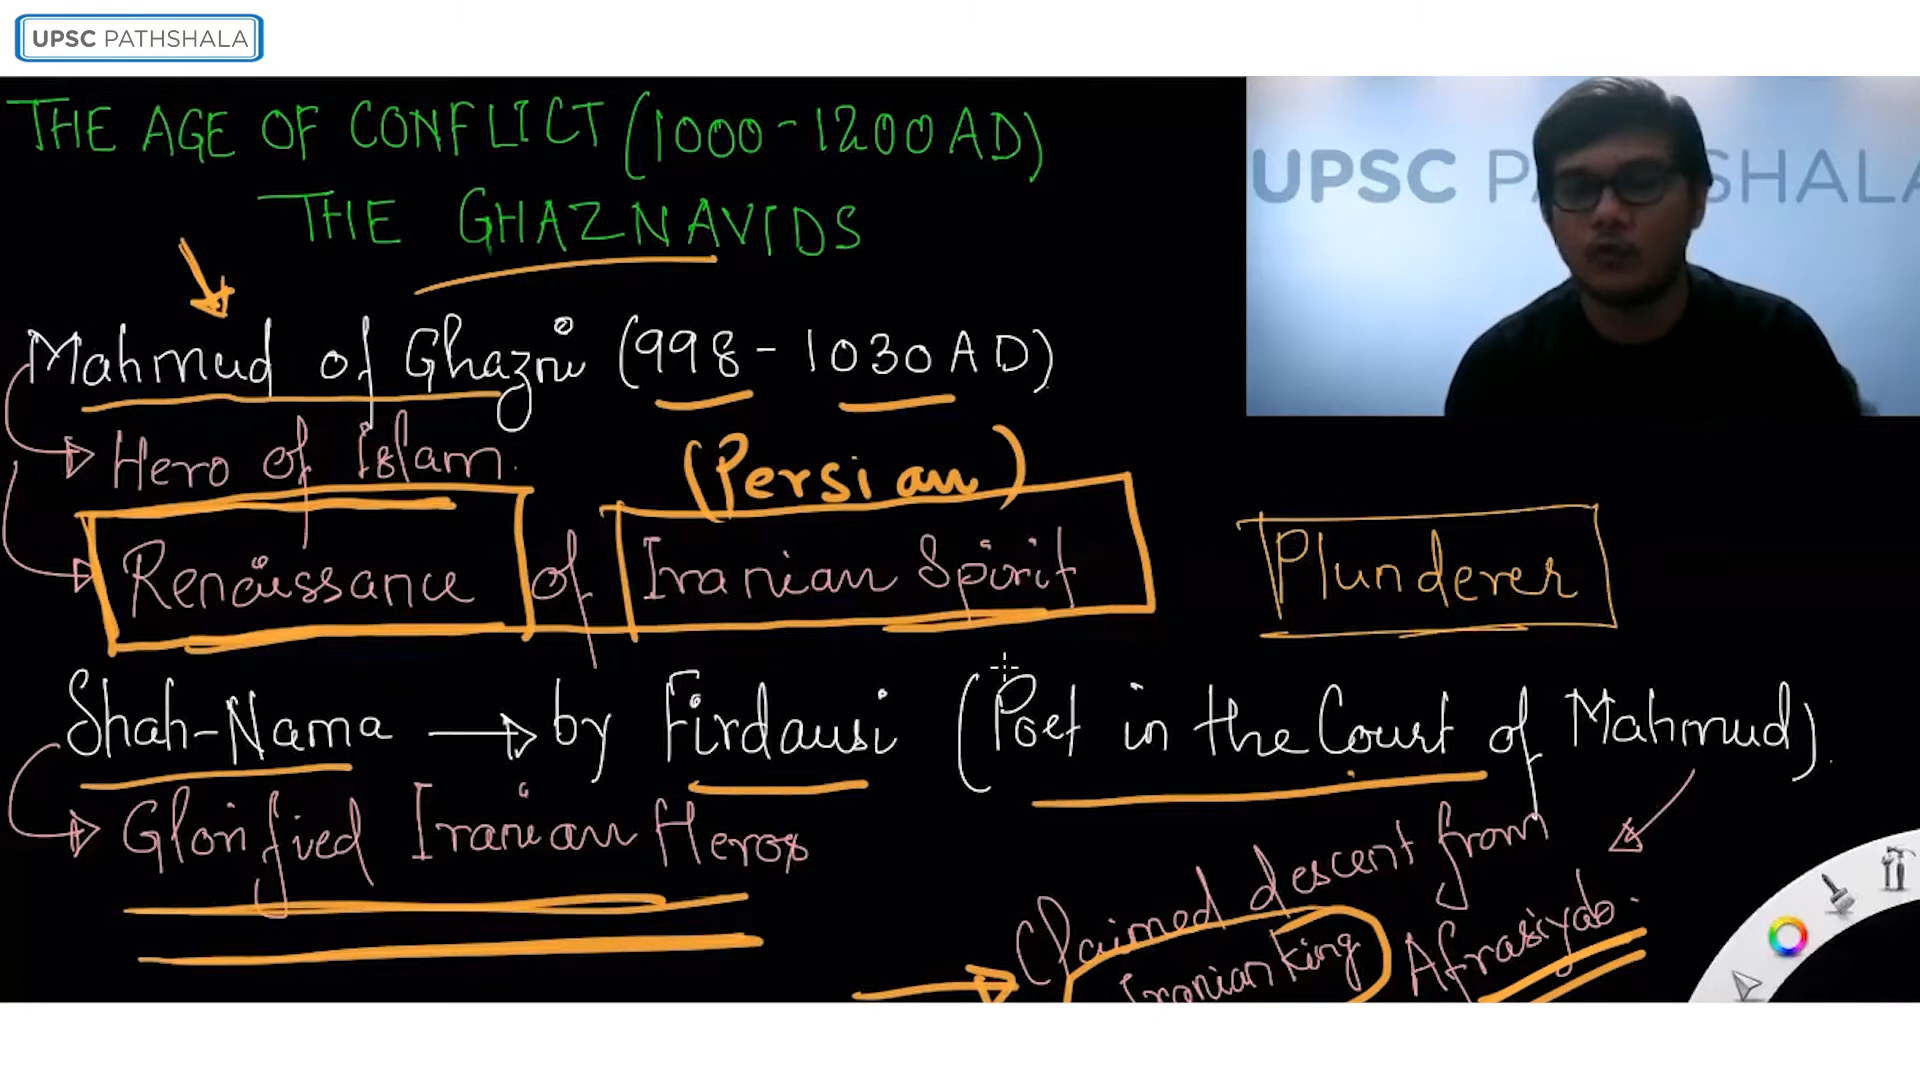 UPSC PATHSHALA
THE AGE OF CONFLICT (1000-1200 AD)
UPSC PATHSHALA
THE GHAZNAVIDS
Mahmud of Ghazni (998 - 1030 AD)
Hero of Islam.
(Persian)
Renaissance of Iranian Spirit
Plunderer
Shah-Nama → by Firdausi (Poet in the Court of Mahmud).
Glorified Iranian Heros
Claimed descent from
Iranian King Afrasiyab.